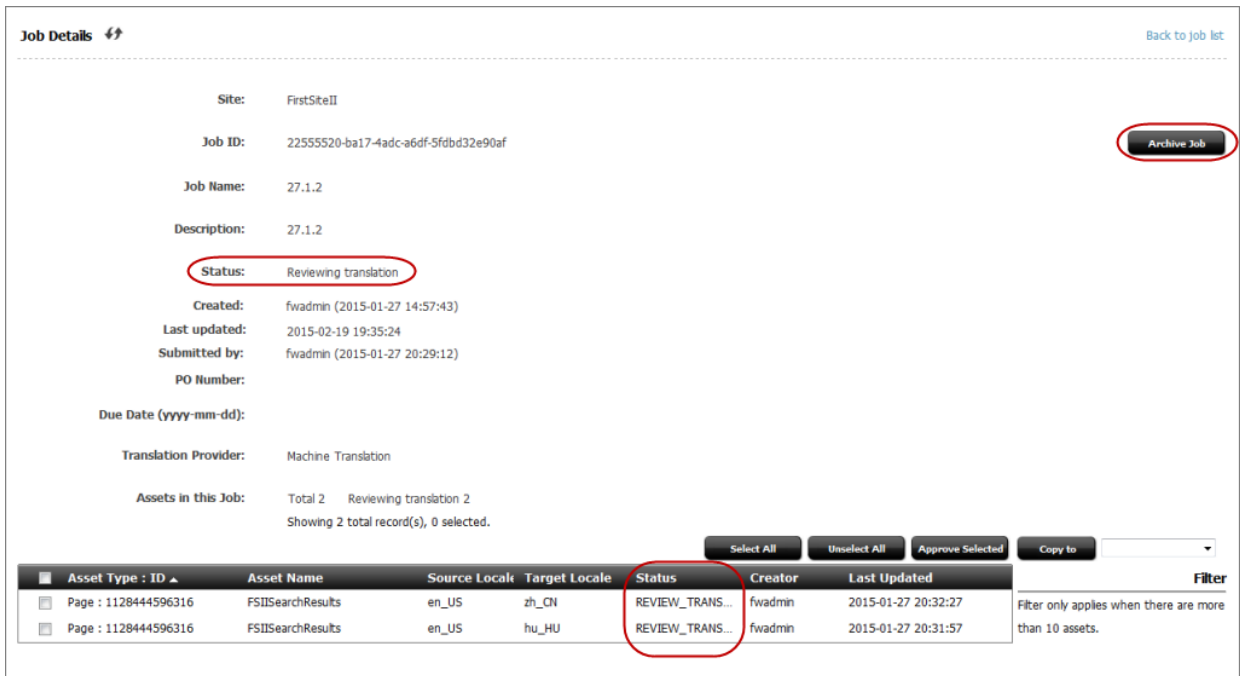 Job Details
Back to job list
Site: FirstSiteII
Job ID: 22555520-ba17-4adc-a6df-5fdbd32e90af
Archive Job
Job Name: 27.1.2
Description: 27.1.2
Status: Reviewing translation
Created: fwadmin (2015-01-27 14:57:43)
Last updated: 2015-02-19 19:35:24
Submitted by: fwadmin (2015-01-27 20:29:12)
PO Number:
Due Date (yyyy-mm-dd):
Translation Provider: Machine Translation
Assets in this Job: Total 2 Reviewing translation 2
Showing 2 total record(s), 0 selected.
Select All Unselect All Approve Selected Copy to
Asset Type : ID Asset Name Source Locale Target Locale Status Creator Last Updated Filter
Page : 1128444596316 FSIISearchResults en_US zh_CN REVIEW_TRANS... fwadmin 2015-01-27 20:32:27 Filter only applies when there are more
Page : 1128444596316 FSIISearchResults en_US hu_HU REVIEW_TRANS... fwadmin 2015-01-27 20:31:57 than 10 assets.